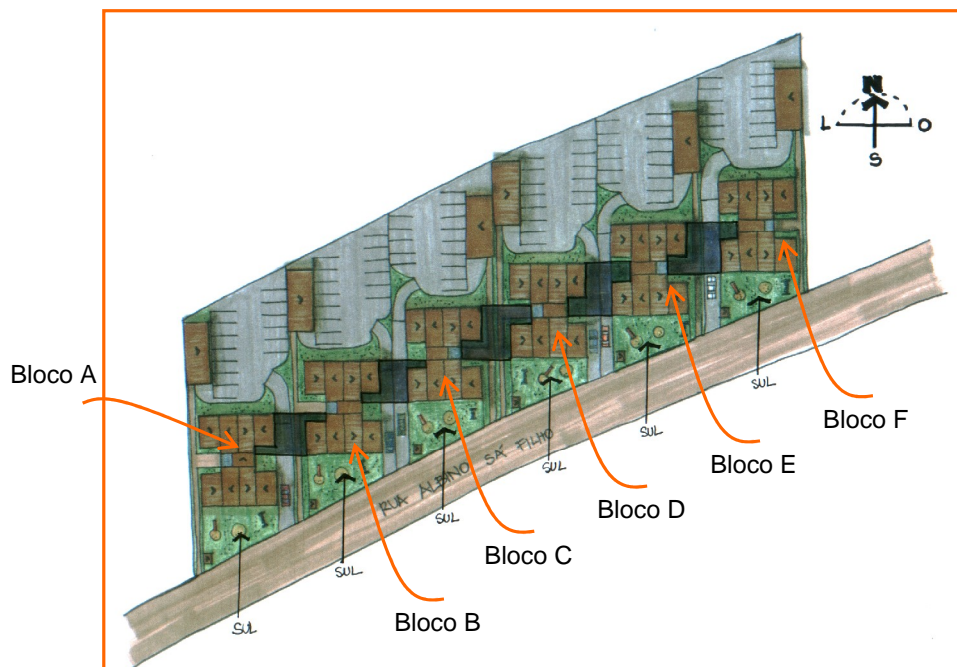 N
L O
S
Bloco A
Bloco F
SUL
Bloco E
SUL
Bloco D
SUL
RUA ALBINO SÁ FILHO
Bloco C
SUL
Bloco B
SUL
SUL